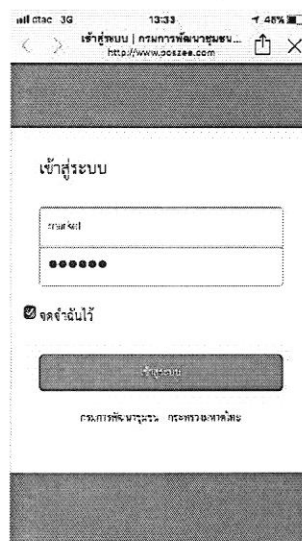 dtac 3G 13:33 46%
เข้าสู่ระบบ | กรมการพัฒนาชุมชน...
http://www.poszee.com
เข้าสู่ระบบ
market
●●●●●●
จดจำฉันไว้
เข้าสู่ระบบ
กรมการพัฒนาชุมชน กระทรวงมหาดไทย